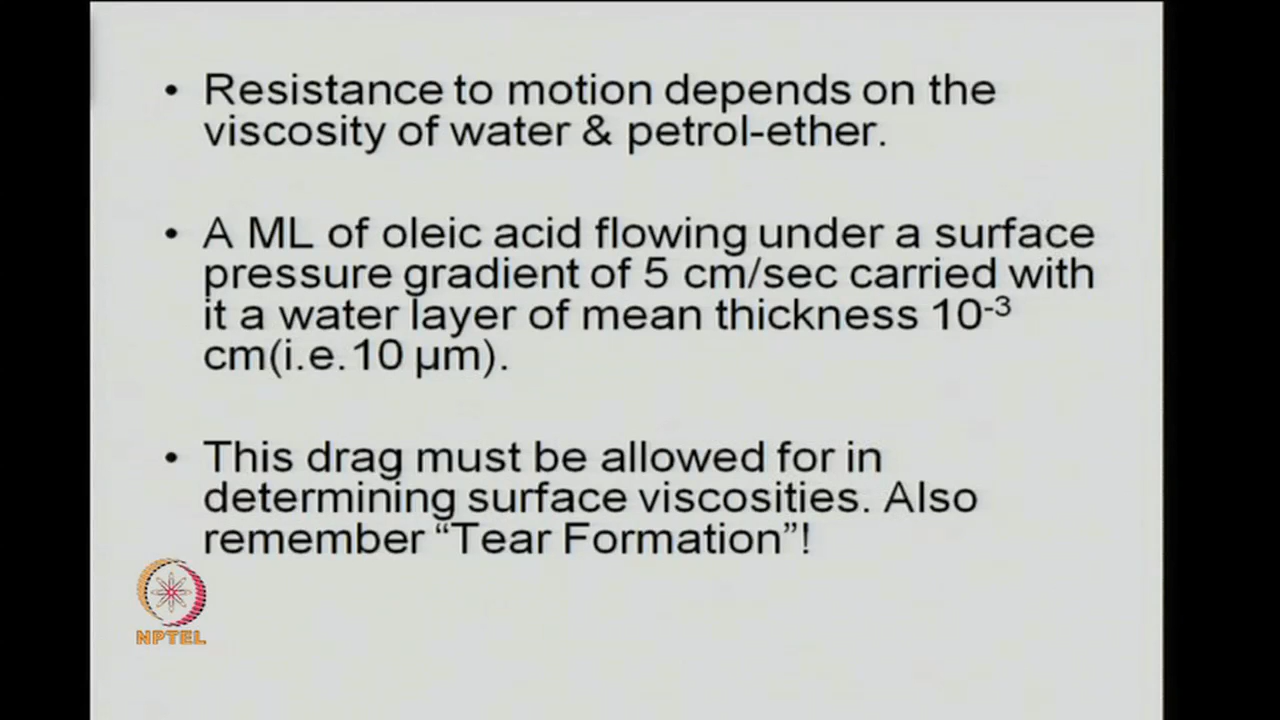 • Resistance to motion depends on the
viscosity of water & petrol-ether.
• A ML of oleic acid flowing under a surface
pressure gradient of 5 cm/sec carried with
it a water layer of mean thickness 10⁻³
cm(i.e. 10 µm).
• This drag must be allowed for in
determining surface viscosities. Also
remember “Tear Formation”!
NPTEL